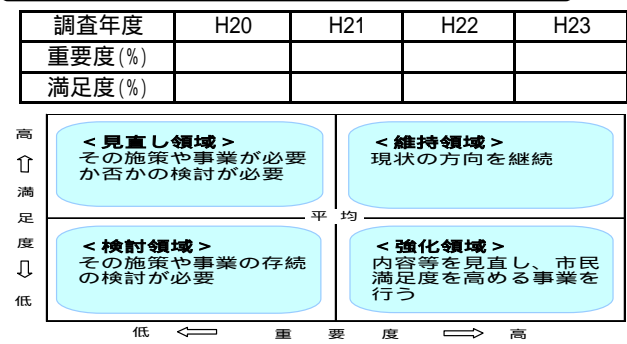 調査年度 H20 H21 H22 H23
重要度(%)
満足度(%)
高
⇧
満
足
度
⇩
低
＜見直し領域＞
その施策や事業が必要
か否かの検討が必要
＜維持領域＞
現状の方向を継続
平 均
＜検討領域＞
その施策や事業の存続
の検討が必要
＜強化領域＞
内容等を見直し、市民
満足度を高める事業を
行う
低 ⇦ 重 要 度 ⇨ 高